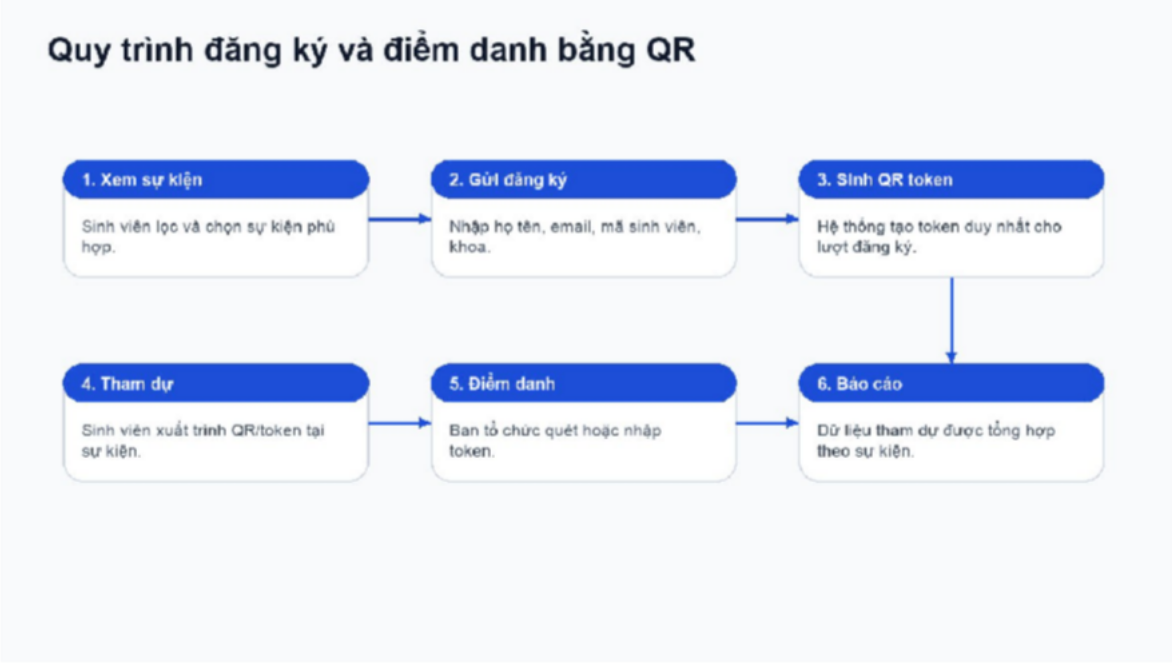 Quy trình đăng ký và điểm danh bằng QR
1. Xem sự kiện
Sinh viên lọc và chọn sự kiện phù
hợp.
2. Gửi đăng ký
Nhập họ tên, email, mã sinh viên,
khoa.
3. Sinh QR token
Hệ thống tạo token duy nhất cho
lượt đăng ký.
4. Tham dự
Sinh viên xuất trình QR/token tại
sự kiện.
5. Điểm danh
Ban tổ chức quét hoặc nhập
token.
6. Báo cáo
Dữ liệu tham dự được tổng hợp
theo sự kiện.